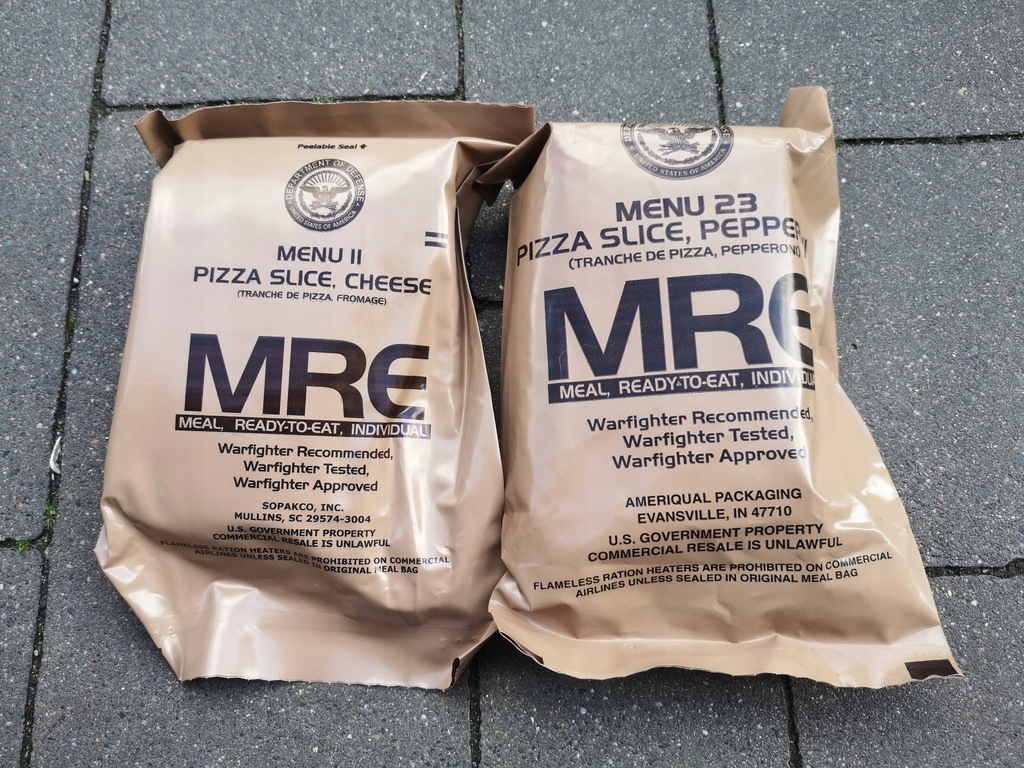 Peelable Seal
DEPARTMENT OF DEFENSE
UNITED STATES OF AMERICA
MENU 11
PIZZA SLICE, CHEESE
(TRANCHE DE PIZZA, FROMAGE)
MRE
MEAL, READY-TO-EAT, INDIVIDUAL
Warfighter Recommended,
Warfighter Tested,
Warfighter Approved
SOPAKCO, INC.
MULLINS, SC 29574-3004
U.S. GOVERNMENT PROPERTY
COMMERCIAL RESALE IS UNLAWFUL
FLAMELESS RATION HEATERS ARE PROHIBITED ON COMMERCIAL
AIRLINES UNLESS SEALED IN ORIGINAL MEAL BAG
UNITED STATES OF AMERICA
MENU 23
PIZZA SLICE,
(TRANCHE DE PIZZA,
MRE
MEAL, READY-TO-EAT, INDIVIDUAL
Warfighter Recommended,
Warfighter Tested,
Warfighter Approved
AMERIQUAL PACKAGING
EVANSVILLE, IN 47710
U.S. GOVERNMENT PROPERTY
COMMERCIAL RESALE IS UNLAWFUL
FLAMELESS RATION HEATERS ARE PROHIBITED ON COMMERCIAL
AIRLINES UNLESS SEALED IN ORIGINAL MEAL BAG